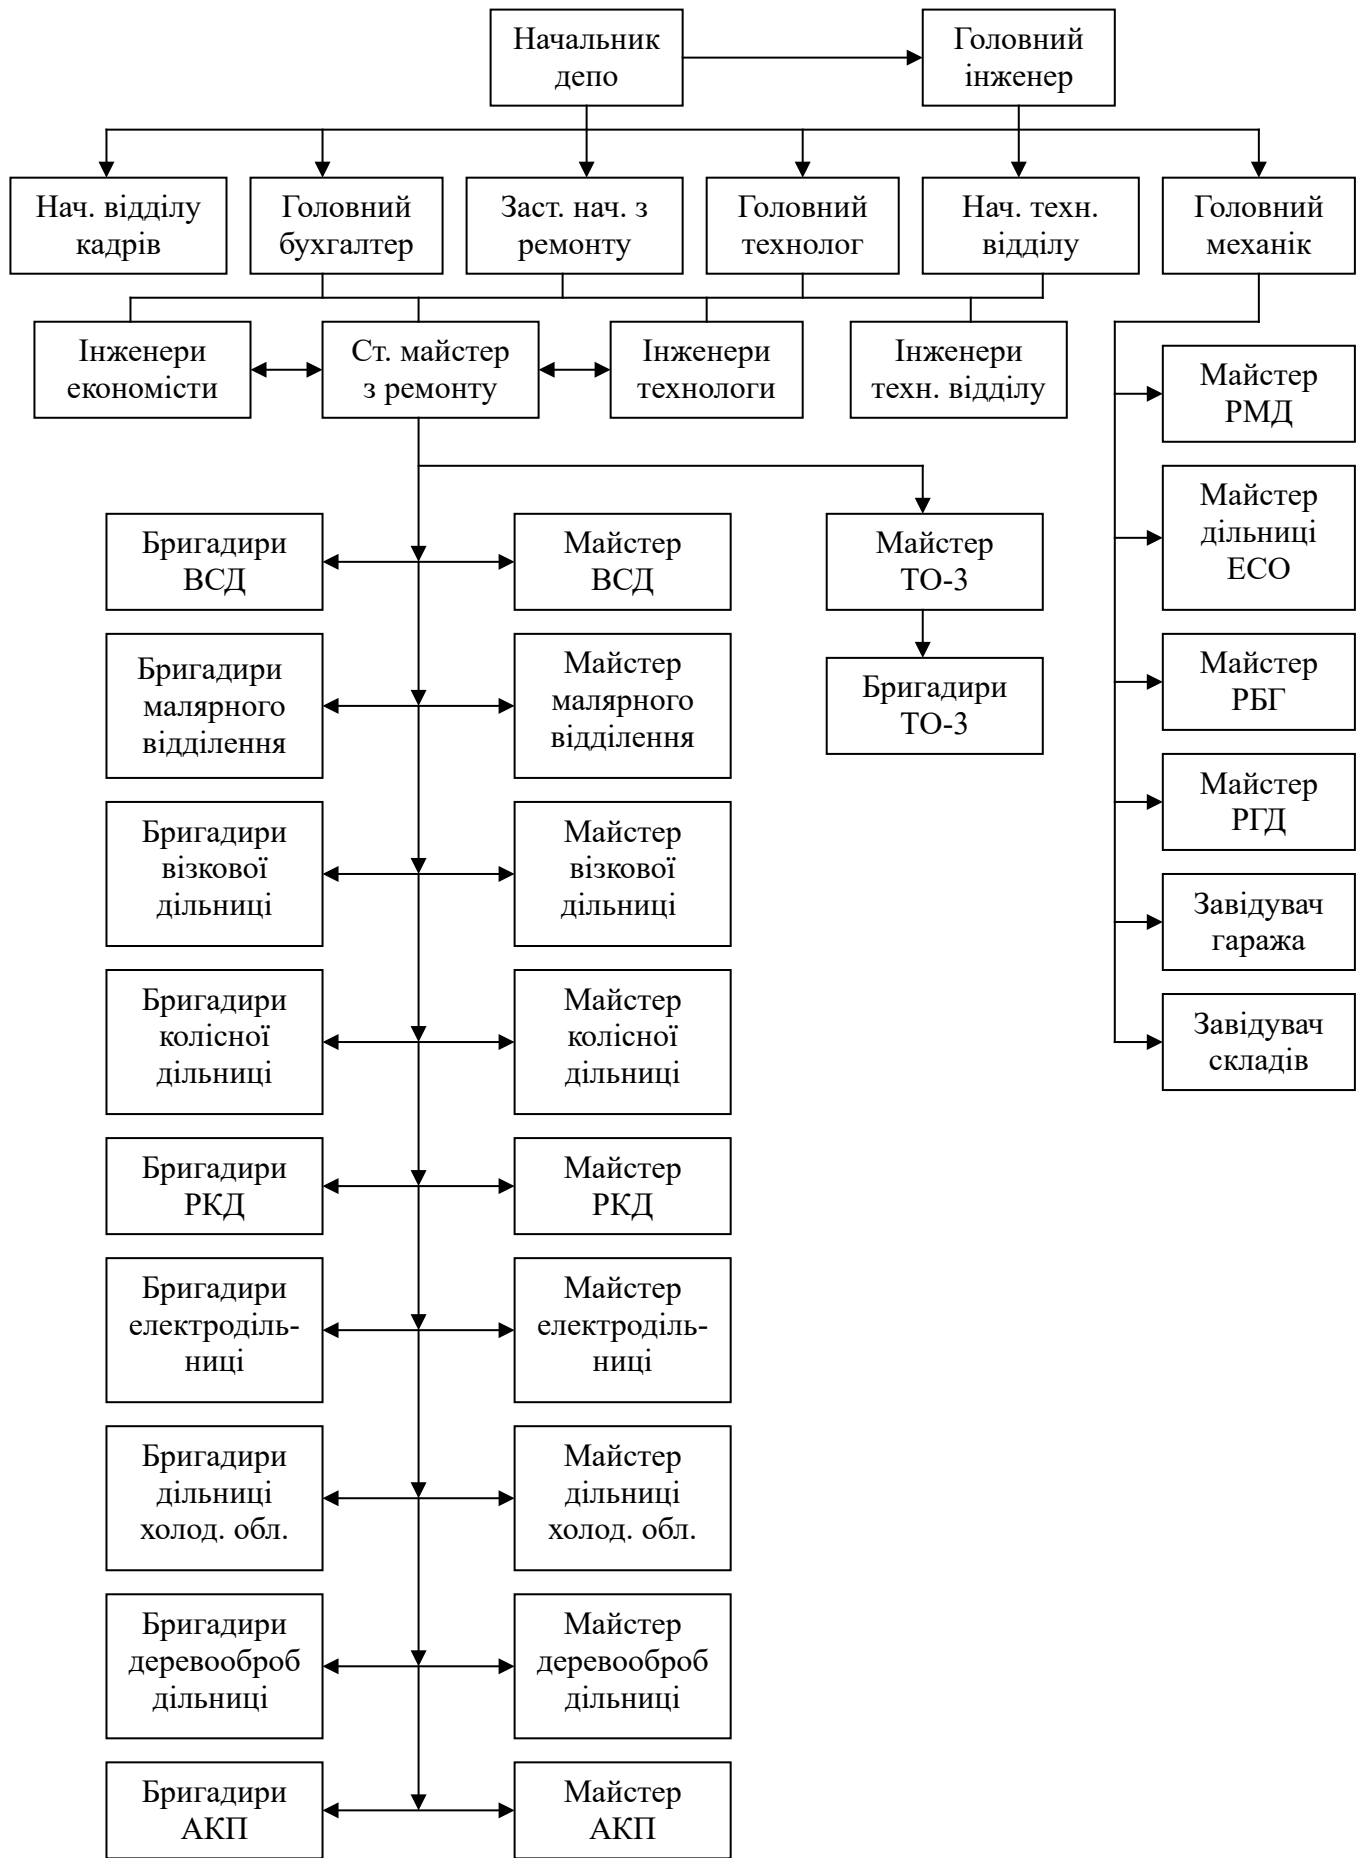 Начальник
депо
Головний
інженер
Нач. відділу
кадрів
Головний
бухгалтер
Заст. нач. з
ремонту
Головний
технолог
Нач. техн.
відділу
Головний
механік
Інженери
економісти
Ст. майстер
з ремонту
Інженери
технологи
Інженери
техн. відділу
Майстер
РМД
Майстер
дільниці
ЕСО
Майстер
РБГ
Майстер
РГД
Завідувач
гаража
Завідувач
складів
Бригадири
ВСД
Майстер
ВСД
Майстер
ТО-3
Бригадири
ТО-3
Бригадири
малярного
відділення
Майстер
малярного
відділення
Бригадири
візкової
дільниці
Майстер
візкової
дільниці
Бригадири
колісної
дільниці
Майстер
колісної
дільниці
Бригадири
РКД
Майстер
РКД
Бригадири
електроділь-
ниці
Майстер
електроділь-
ниці
Бригадири
дільниці
холод. обл.
Майстер
дільниці
холод. обл.
Бригадири
деревооброб
дільниці
Майстер
деревооброб
дільниці
Бригадири
АКП
Майстер
АКП